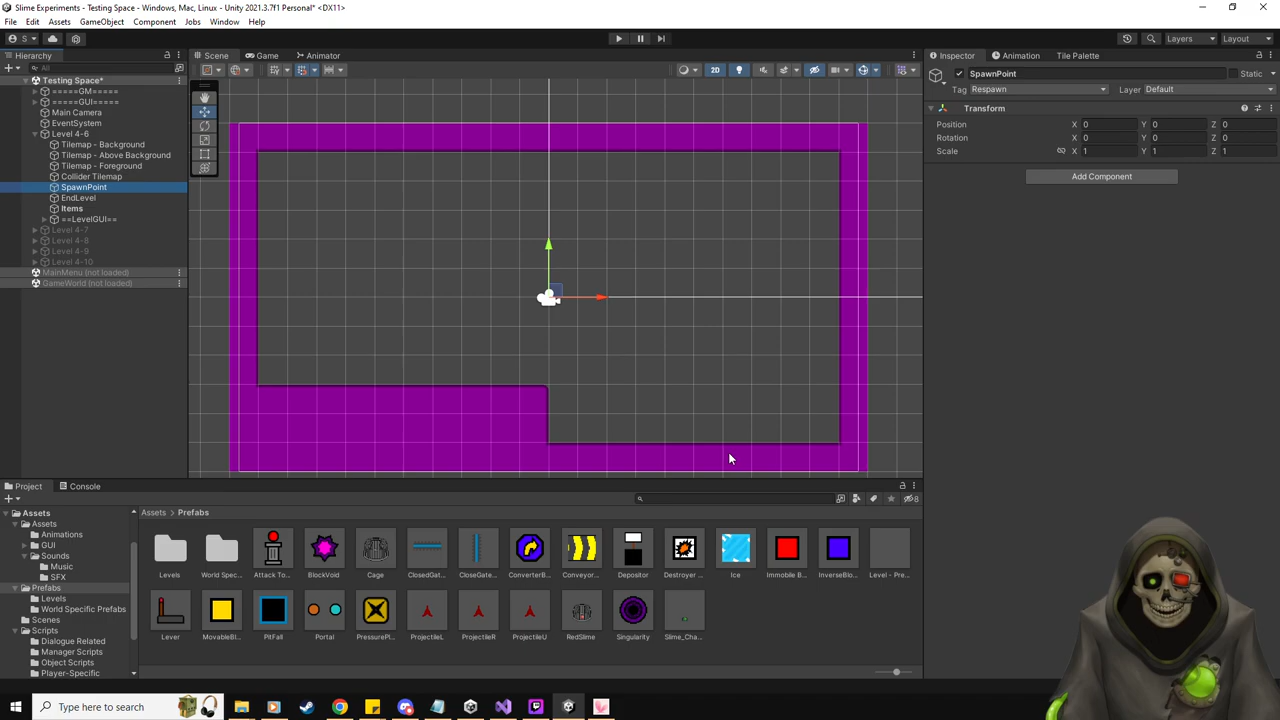 Slime Experiments - Testing Space - Windows, Mac, Linux - Unity 2021.3.7f1 Personal* <DX11>
File Edit Assets GameObject Component Jobs Window Help
S
Layers Layout
Hierarchy
All
Testing Space*
=====GM=====
=====GUI=====
Main Camera
EventSystem
Level 4-6
Tilemap - Background
Tilemap - Above Background
Tilemap - Foreground
Collider Tilemap
SpawnPoint
EndLevel
Items
==LevelGUI==
Level 4-7
Level 4-8
Level 4-9
Level 4-10
MainMenu (not loaded)
GameWorld (not loaded)
Scene Game Animator
2D
Inspector Animation Tile Palette
SpawnPoint Static
Tag Respawn Layer Default
Transform
Position X 0 Y 0 Z 0
Rotation X 0 Y 0 Z 0
Scale X 1 Y 1 Z 1
Add Component
Project Console
8
Assets
Assets
Animations
GUI
Sounds
Music
SFX
Prefabs
Levels
World Specific Prefabs
Scenes
Scripts
Dialogue Related
Manager Scripts
Object Scripts
Player-Specific
Assets > Prefabs
Levels World Spec... Attack To... BlockVoid Cage ClosedGat... CloseGate... ConverterB... Conveyor... Depositor Destroyer ... Ice Immobile B... InverseBlo... Level - Pre...
Lever MovableBl... PitFall Portal PressurePl... ProjectileL ProjectileR ProjectileU RedSlime Singularity Slime_Cha...
Type here to search